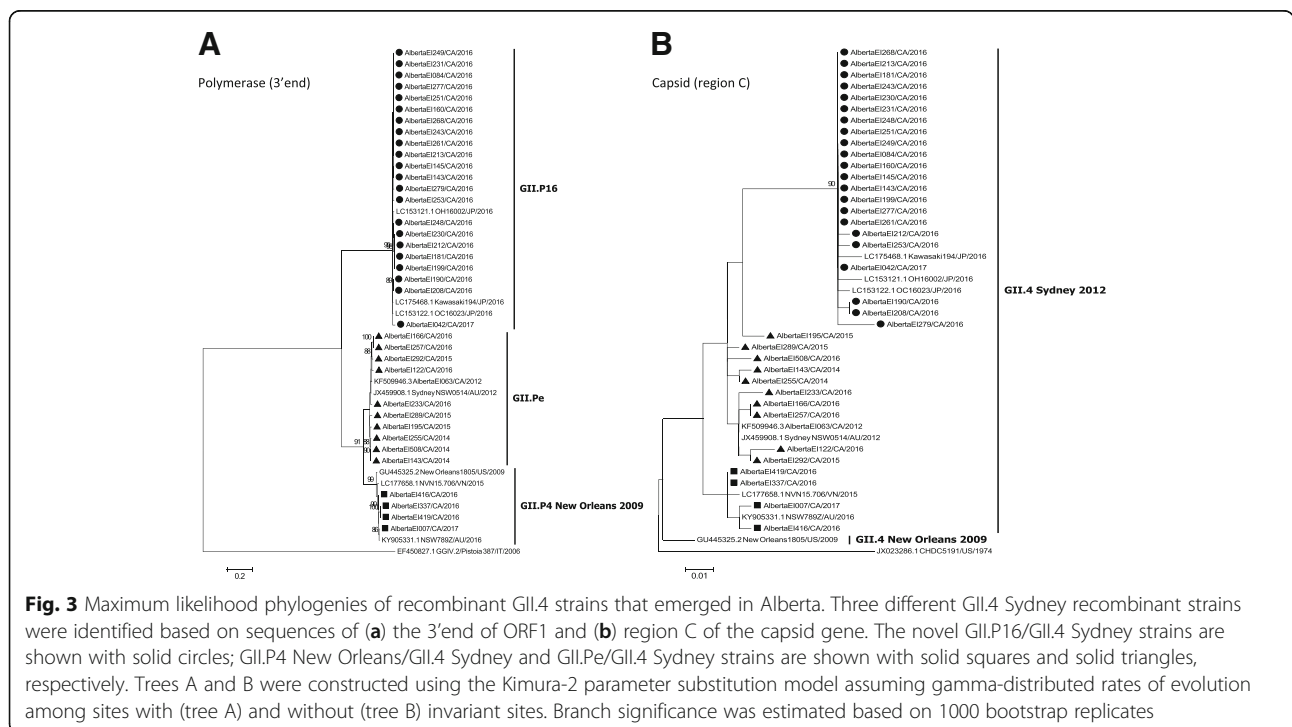 A
Polymerase (3'end)
AlbertaEI249/CA/2016
AlbertaEI231/CA/2016
AlbertaEI084/CA/2016
AlbertaEI277/CA/2016
AlbertaEI251/CA/2016
AlbertaEI160/CA/2016
AlbertaEI268/CA/2016
AlbertaEI243/CA/2016
AlbertaEI261/CA/2016
AlbertaEI213/CA/2016
AlbertaEI145/CA/2016
AlbertaEI143/CA/2016
AlbertaEI279/CA/2016
AlbertaEI253/CA/2016
LC153121.1 OH16002/JP/2016
AlbertaEI248/CA/2016
AlbertaEI230/CA/2016
AlbertaEI212/CA/2016
AlbertaEI181/CA/2016
AlbertaEI199/CA/2016
89 AlbertaEI190/CA/2016
AlbertaEI208/CA/2016
LC175468.1 Kawasaki194/JP/2016
LC153122.1 OC16023/JP/2016
AlbertaEI042/CA/2017
GII.P16
100 AlbertaEI166/CA/2016
AlbertaEI257/CA/2016
88
AlbertaEI292/CA/2015
AlbertaEI122/CA/2016
KF509946.3 AlbertaEI063/CA/2012
JX459908.1 Sydney NSW0514/AU/2012
AlbertaEI233/CA/2016
AlbertaEI289/CA/2015
AlbertaEI195/CA/2015
AlbertaEI255/CA/2014
91 88
AlbertaEI508/CA/2014
90
AlbertaEI143/CA/2014
GII.Pe
GU445325.2 New Orleans1805/US/2009
99
LC177658.1 NVN15.706/VN/2015
AlbertaEI416/CA/2016
AlbertaEI337/CA/2016
100
AlbertaEI419/CA/2016
86 AlbertaEI007/CA/2017
KY905331.1 NSW789Z/AU/2016
GII.P4 New Orleans 2009
EF450827.1 GGIV.2/Pistoia387/IT/2006
0.2
B
Capsid (region C)
AlbertaEI268/CA/2016
AlbertaEI213/CA/2016
AlbertaEI181/CA/2016
AlbertaEI243/CA/2016
AlbertaEI230/CA/2016
AlbertaEI231/CA/2016
AlbertaEI248/CA/2016
AlbertaEI251/CA/2016
AlbertaEI249/CA/2016
AlbertaEI084/CA/2016
AlbertaEI160/CA/2016
AlbertaEI145/CA/2016
90
AlbertaEI143/CA/2016
AlbertaEI199/CA/2016
AlbertaEI277/CA/2016
AlbertaEI261/CA/2016
AlbertaEI212/CA/2016
AlbertaEI253/CA/2016
LC175468.1 Kawasaki194/JP/2016
AlbertaEI042/CA/2017
LC153121.1 OH16002/JP/2016
LC153122.1 OC16023/JP/2016
AlbertaEI190/CA/2016
AlbertaEI208/CA/2016
AlbertaEI279/CA/2016
AlbertaEI195/CA/2015
AlbertaEI289/CA/2015
AlbertaEI508/CA/2016
AlbertaEI143/CA/2014
AlbertaEI255/CA/2014
AlbertaEI233/CA/2016
AlbertaEI166/CA/2016
AlbertaEI257/CA/2016
KF509946.3 AlbertaEI063/CA/2012
JX459908.1 Sydney NSW0514/AU/2012
AlbertaEI122/CA/2016
AlbertaEI292/CA/2015
AlbertaEI419/CA/2016
AlbertaEI337/CA/2016
LC177658.1 NVN15.706/VN/2015
AlbertaEI007/CA/2017
KY905331.1 NSW789Z/AU/2016
AlbertaEI416/CA/2016
GII.4 Sydney 2012
GU445325.2 New Orleans1805/US/2009
GII.4 New Orleans 2009
JX023286.1 CHDC5191/US/1974
0.01
Fig. 3 Maximum likelihood phylogenies of recombinant GII.4 strains that emerged in Alberta. Three different GII.4 Sydney recombinant strains
were identified based on sequences of (a) the 3'end of ORF1 and (b) region C of the capsid gene. The novel GII.P16/GII.4 Sydney strains are
shown with solid circles; GII.P4 New Orleans/GII.4 Sydney and GII.Pe/GII.4 Sydney strains are shown with solid squares and solid triangles,
respectively. Trees A and B were constructed using the Kimura-2 parameter substitution model assuming gamma-distributed rates of evolution
among sites with (tree A) and without (tree B) invariant sites. Branch significance was estimated based on 1000 bootstrap replicates